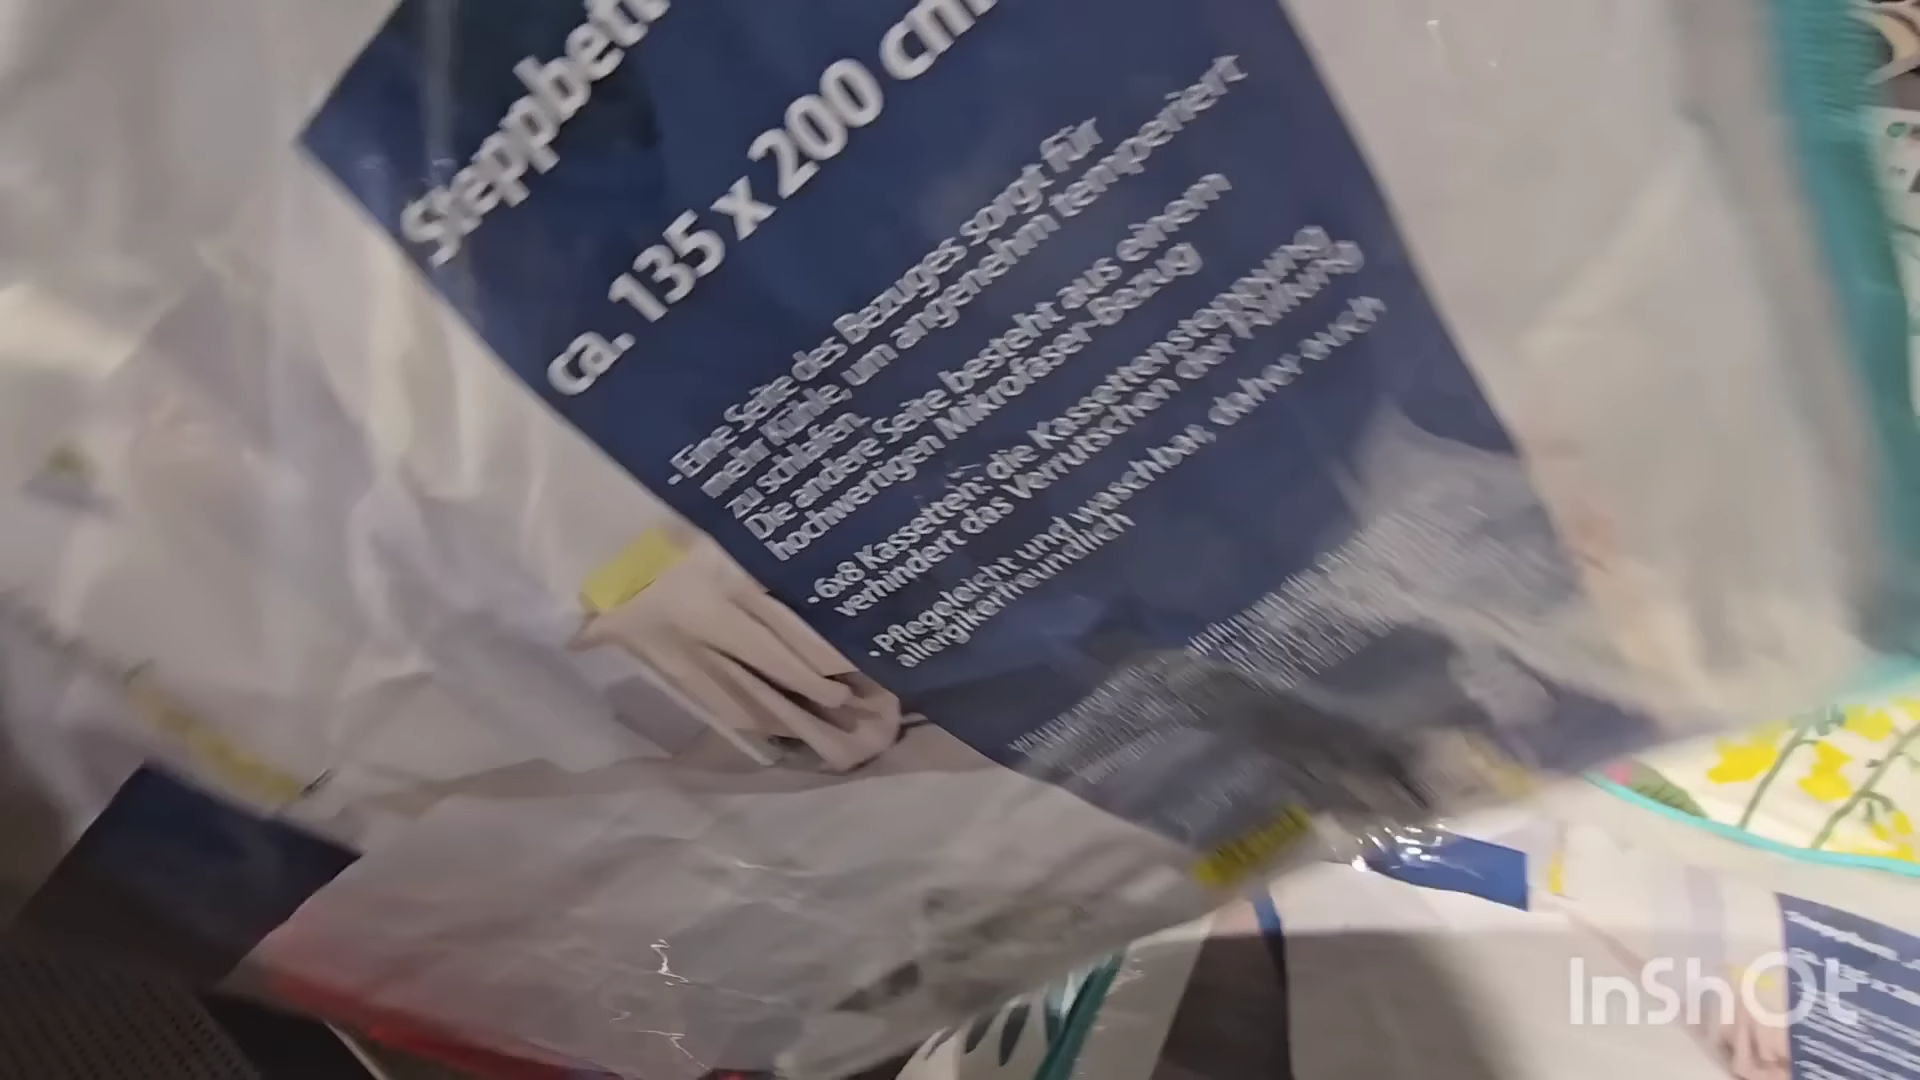 Steppbett
ca. 135 x 200 cm
• Eine Seite des Bezuges sorgt für
mehr Kühle, um angenehm temperiert
zu schlafen.
Die andere Seite besteht aus einem
hochwertigen Mikrofaser-Bezug
• 6x8 Kassetten: die Kassettensteppung
verhindert das Verrutschen der Füllung
• Pflegeleicht und waschbar, daher auch
allergikerfreundlich
InShOt